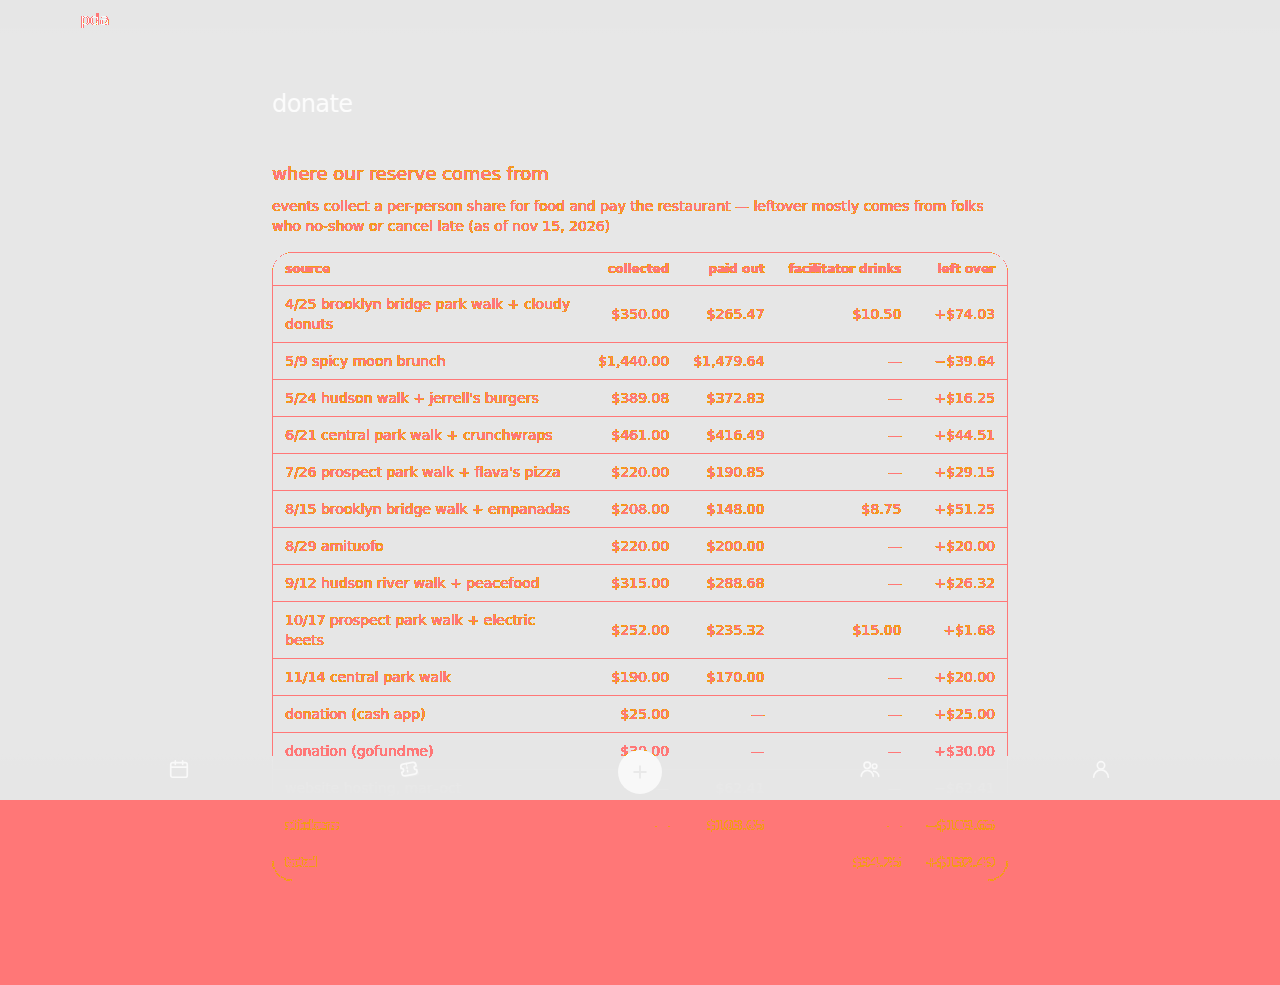 pda
donate
where our reserve comes from
events collect a per-person share for food and pay the restaurant — leftover mostly comes from folks
who no-show or cancel late (as of nov 15, 2026)
source collected paid out facilitator drinks left over
4/25 brooklyn bridge park walk + cloudy
donuts $350.00 $265.47 $10.50 +$74.03
5/9 spicy moon brunch $1,440.00 $1,479.64 — −$39.64
5/24 hudson walk + jerrell's burgers $389.08 $372.83 — +$16.25
6/21 central park walk + crunchwraps $461.00 $416.49 — +$44.51
7/26 prospect park walk + flava's pizza $220.00 $190.85 — +$29.15
8/15 brooklyn bridge walk + empanadas $208.00 $148.00 $8.75 +$51.25
8/29 amituofo $220.00 $200.00 — +$20.00
9/12 hudson river walk + peacefood $315.00 $288.68 — +$26.32
10/17 prospect park walk + electric
beets $252.00 $235.32 $15.00 +$1.68
11/14 central park walk $190.00 $170.00 — +$20.00
donation (cash app) $25.00 — — +$25.00
donation (gofundme) $30.00 — — +$30.00